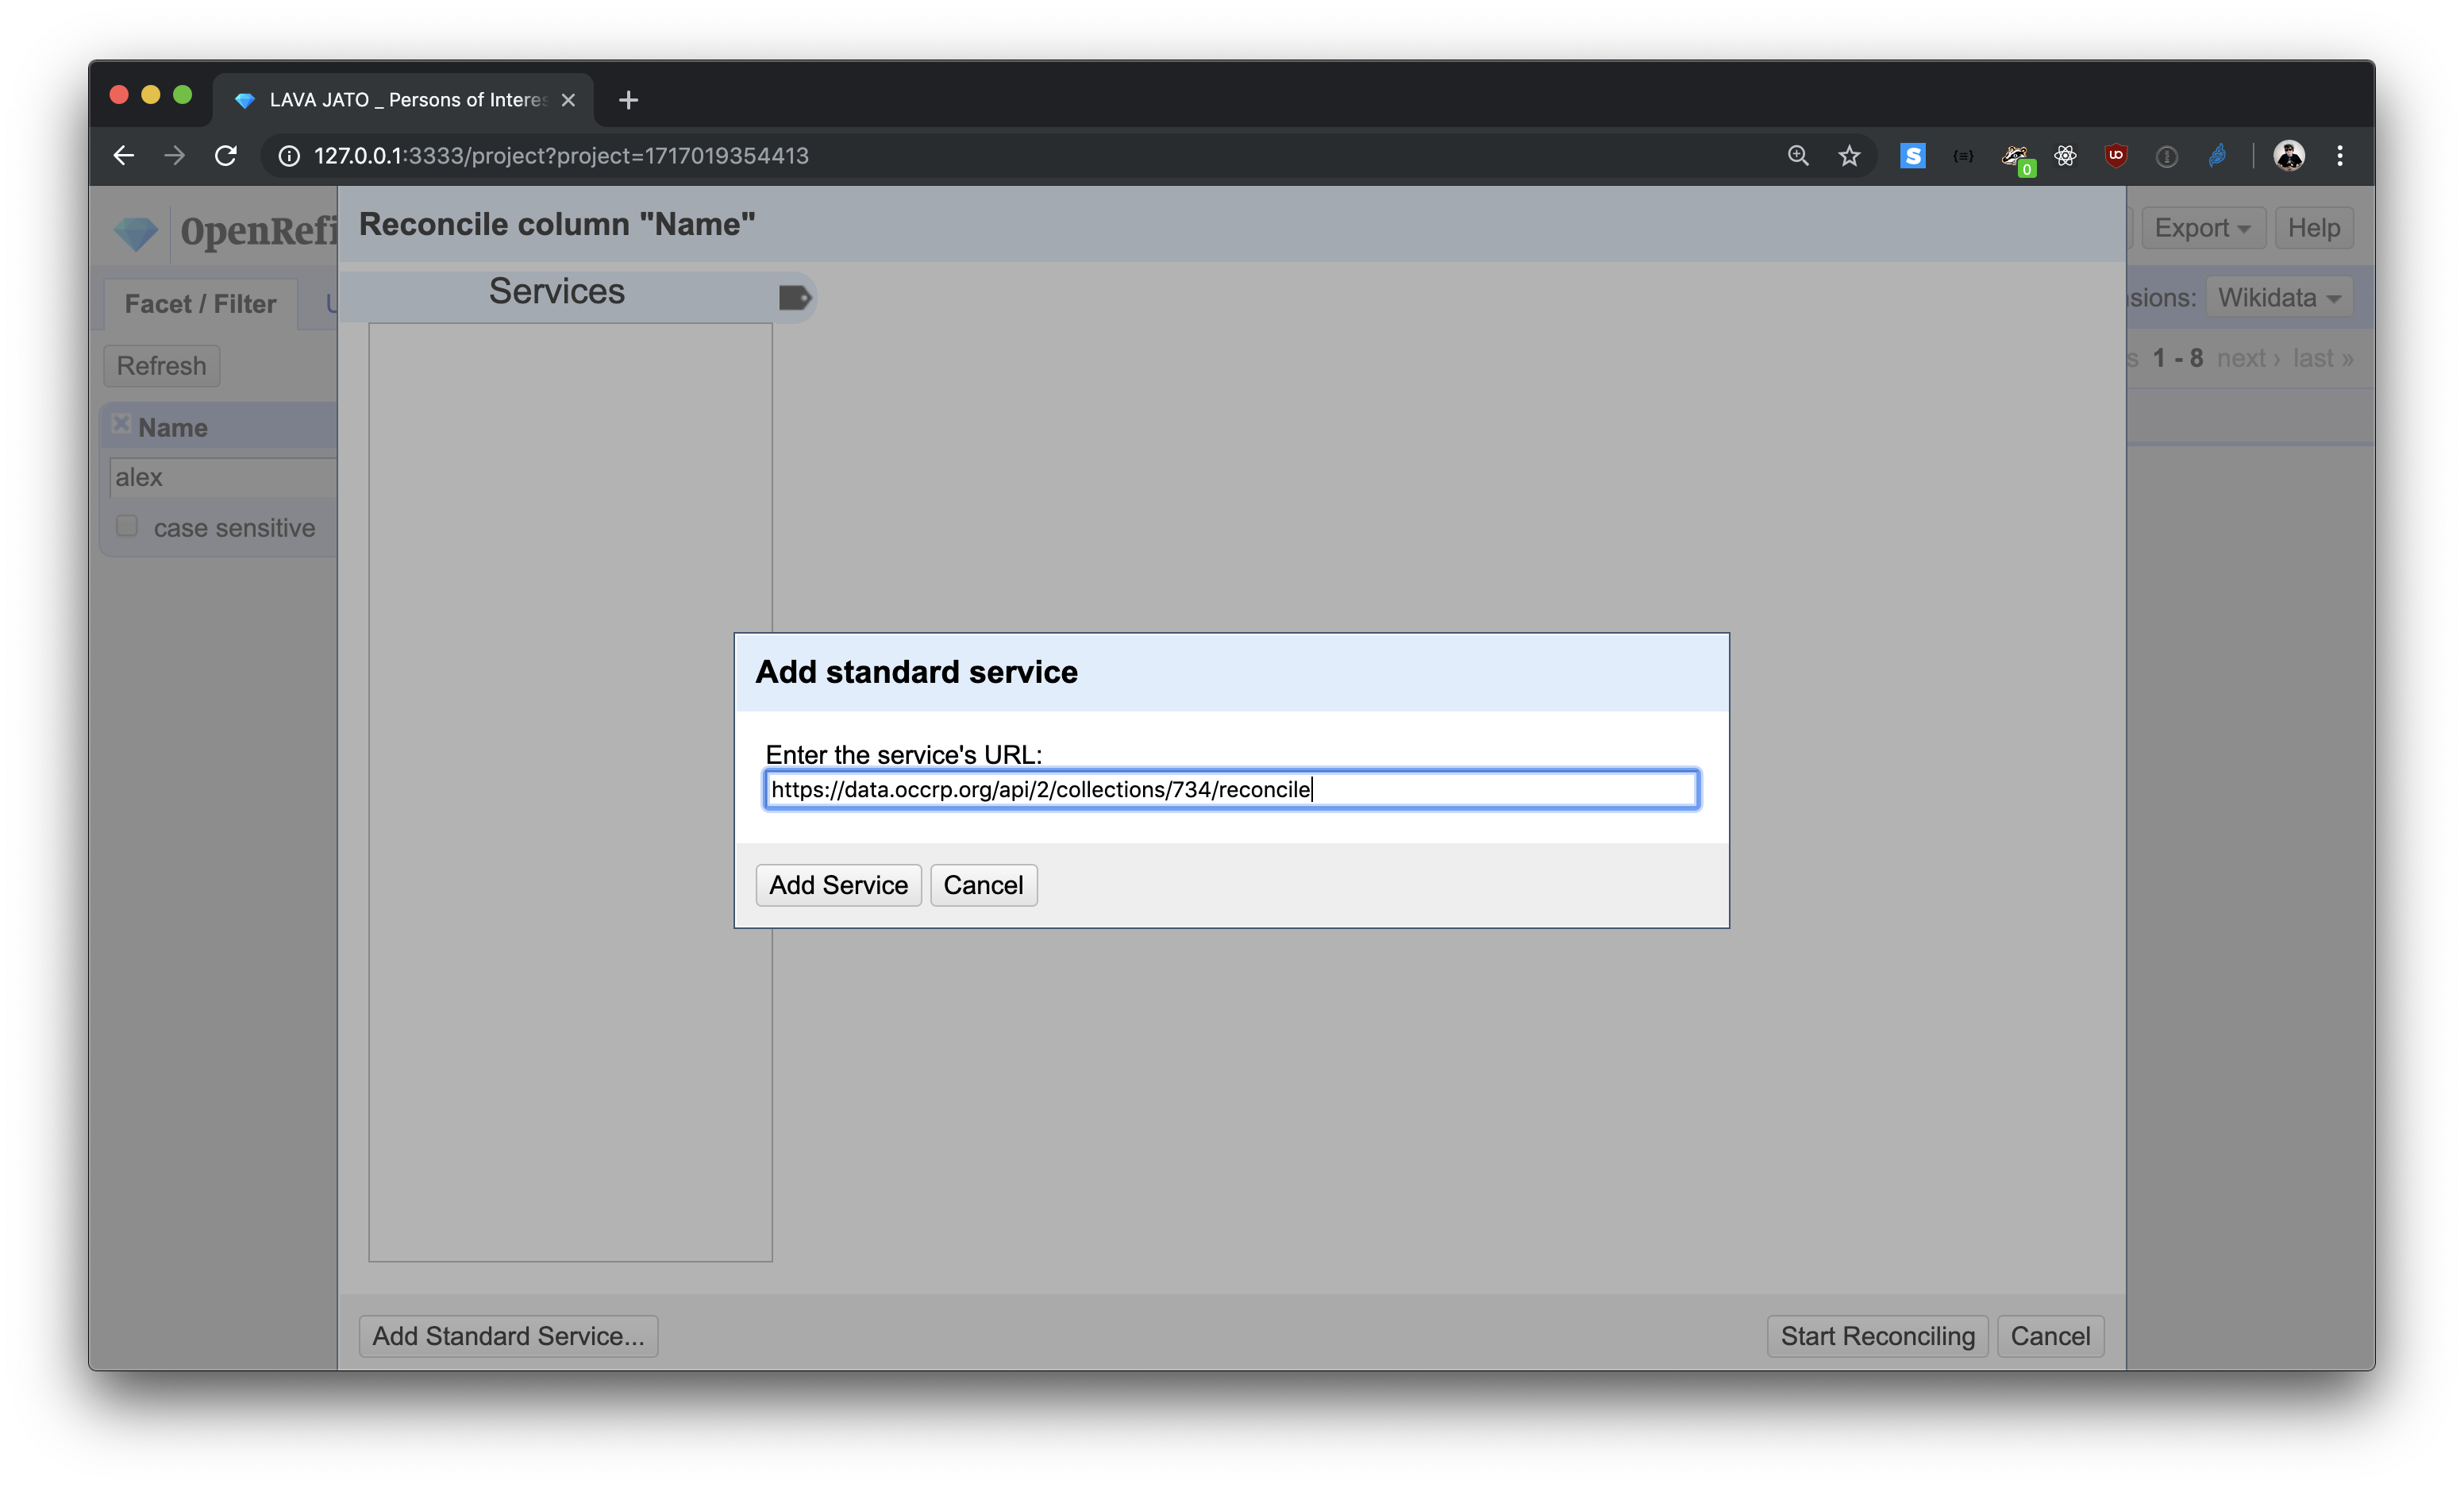 LAVA JATO _ Persons of Interes
127.0.0.1:3333/project?project=1717019354413
0
OpenRefi
Reconcile column "Name"
Export
Help
Facet / Filter
U
Services
sions:
Wikidata
Refresh
s 1 - 8 next › last »
Name
alex
case sensitive
Add standard service
Enter the service's URL:
https://data.occrp.org/api/2/collections/734/reconcile
Add Service
Cancel
Add Standard Service...
Start Reconciling
Cancel